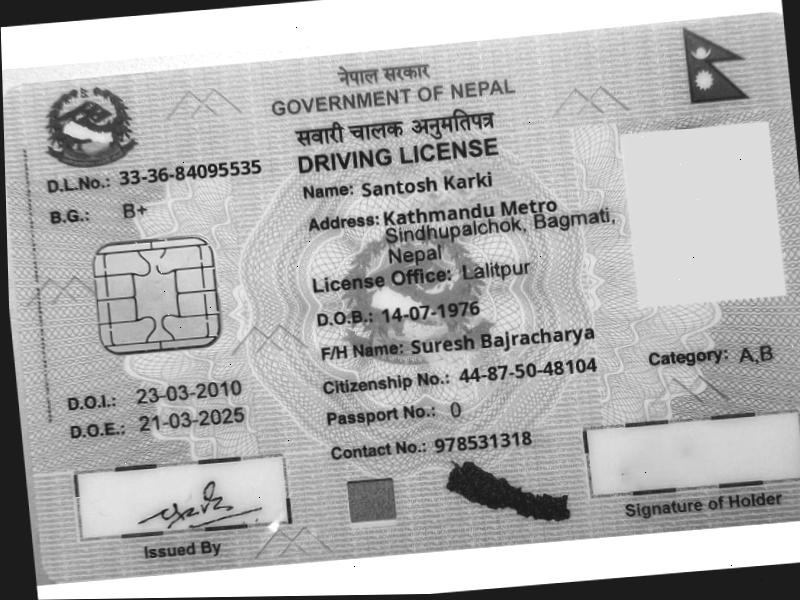 नेपाल सरकार
GOVERNMENT OF NEPAL
सवारी चालक अनुमतिपत्र
DRIVING LICENSE
D.L.No.: 33-36-84095535
B.G.: B+
Name: Santosh Karki
Address: Kathmandu Metro
Sindhupalchok, Bagmati,
Nepal
License Office: Lalitpur
D.O.B.: 14-07-1976
F/H Name: Suresh Bajracharya
Citizenship No.: 44-87-50-48104
Category: A,B
D.O.I.: 23-03-2010
Passport No.: 0
D.O.E.: 21-03-2025
Contact No.: 978531318
Issued By
Signature of Holder